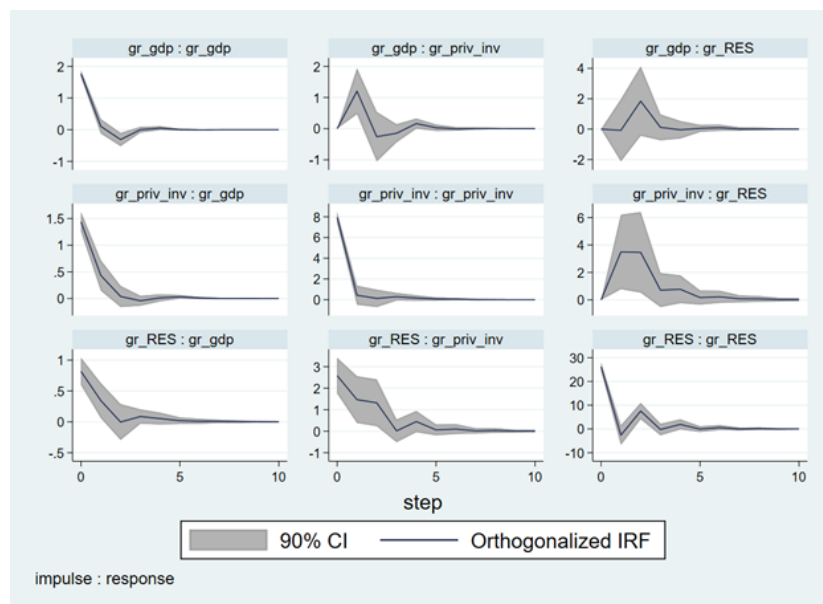 gr_gdp : gr_gdp
gr_gdp : gr_priv_inv
gr_gdp : gr_RES
2
1
0
-1
2
1
0
-1
4
2
0
-2
gr_priv_inv : gr_gdp
gr_priv_inv : gr_priv_inv
gr_priv_inv : gr_RES
1.5
1
.5
0
8
6
4
2
0
6
4
2
0
gr_RES : gr_gdp
gr_RES : gr_priv_inv
gr_RES : gr_RES
1
.5
0
-.5
3
2
1
0
-1
30
20
10
0
-10
0 5 10
0 5 10
0 5 10
step
90% CI Orthogonalized IRF
impulse : response